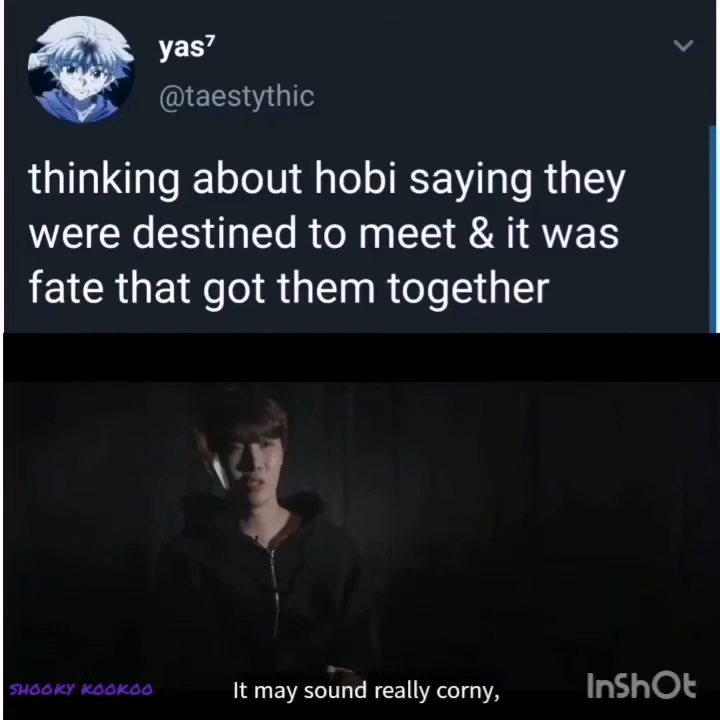 yas⁷
@taestythic
thinking about hobi saying they
were destined to meet & it was
fate that got them together
It may sound really corny,
SHOOKY KOOKOO
InShOt